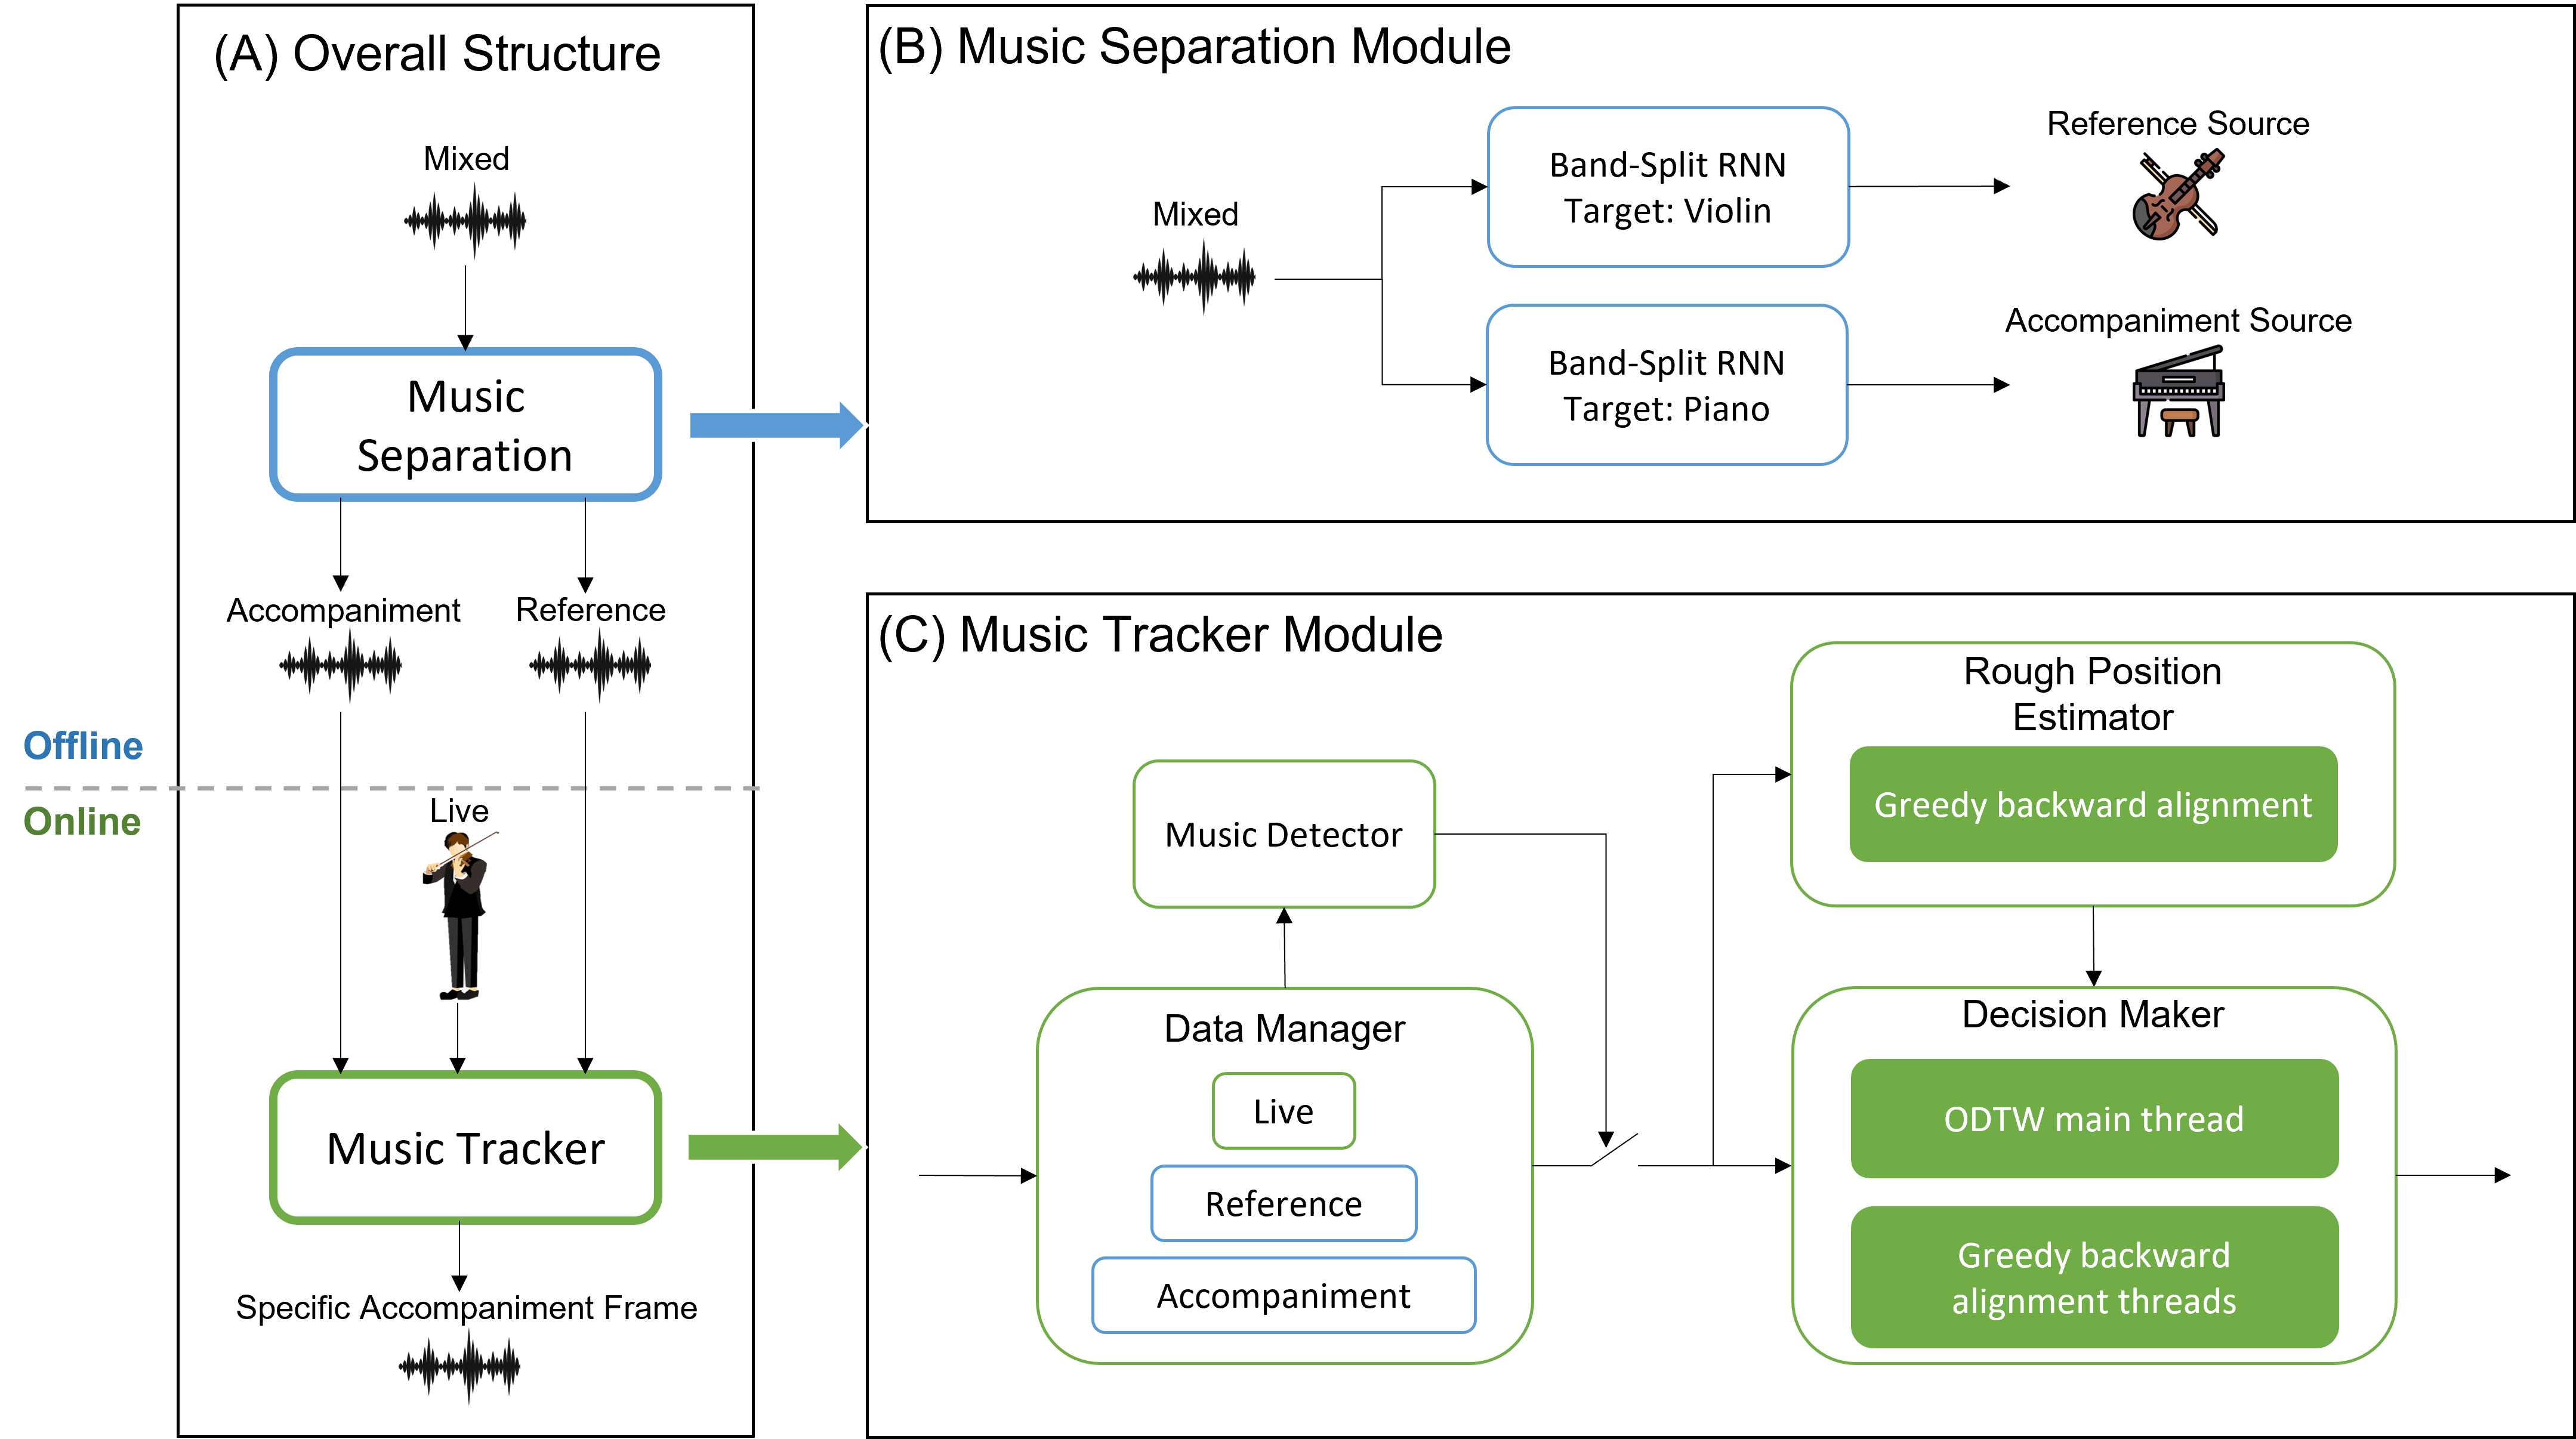 (A) Overall Structure
Mixed
Music
Separation
Accompaniment
Reference
Offline
Online
Live
Music Tracker
Specific Accompaniment Frame
(B) Music Separation Module
Mixed
Band-Split RNN
Target: Violin
Reference Source
Band-Split RNN
Target: Piano
Accompaniment Source
(C) Music Tracker Module
Music Detector
Data Manager
Live
Reference
Accompaniment
Rough Position
Estimator
Greedy backward alignment
Decision Maker
ODTW main thread
Greedy backward
alignment threads